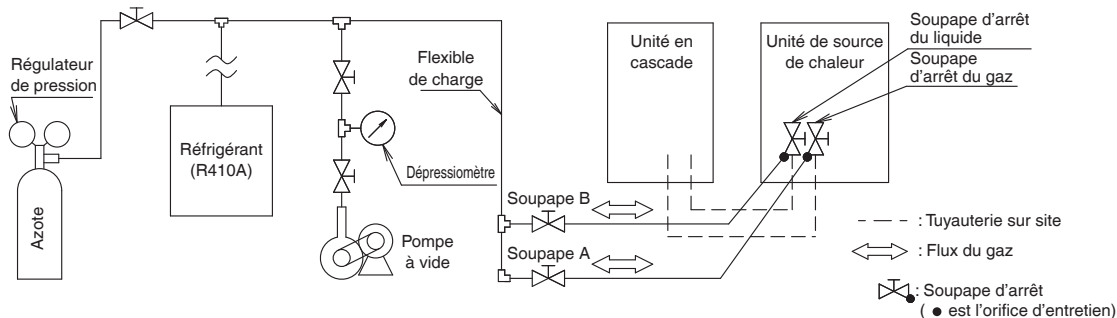 Régulateur
de pression
Azote
Réfrigérant
(R410A)
Dépressiomètre
Pompe
à vide
Flexible
de charge
Soupape B
Soupape A
Unité en
cascade
Unité de source
de chaleur
Soupape d'arrêt
du liquide
Soupape
d'arrêt du gaz
: Tuyauterie sur site
: Flux du gaz
: Soupape d'arrêt
( ● est l'orifice d'entretien)